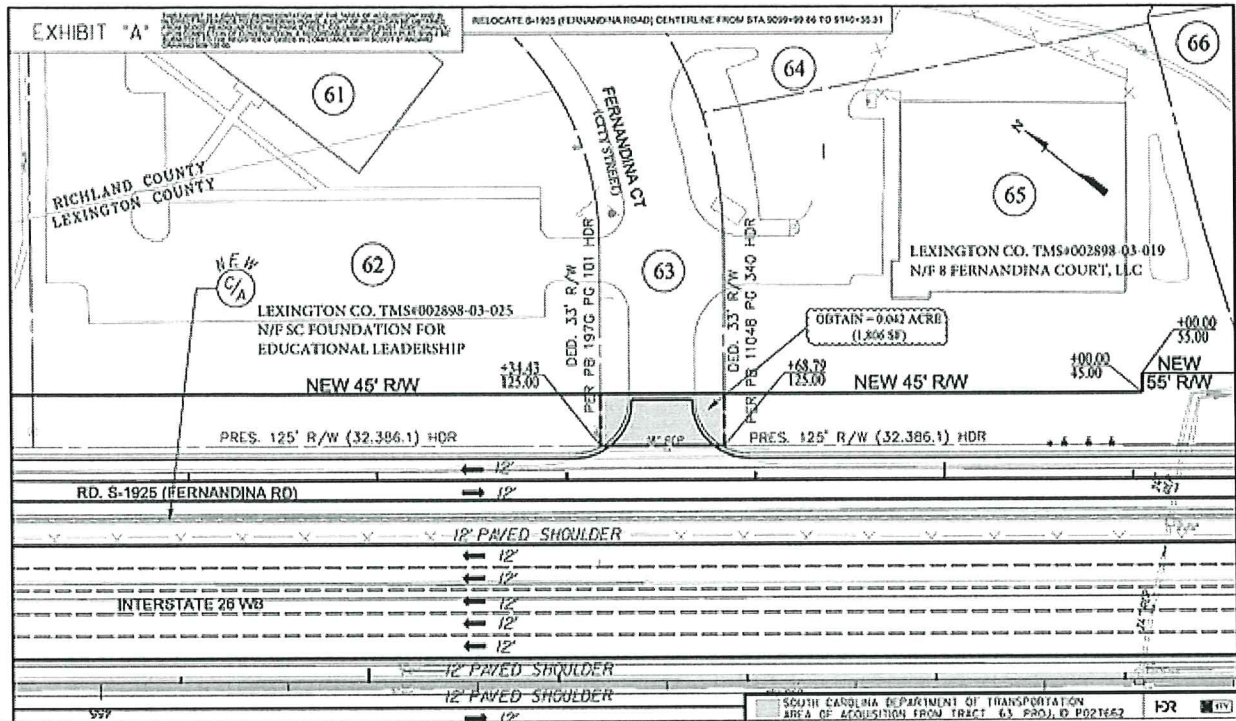 EXHIBIT "A"
RELOCATE S-1925 (FERNANDINA ROAD) CENTERLINE FROM STA.
61
64
66
FERNANDINA CT
(CITY STREET)
RICHLAND COUNTY
LEXINGTON COUNTY
N
65
62
NEW
C/A
63
LEXINGTON CO. TMS#002898-03-025
N/F SC FOUNDATION FOR
EDUCATIONAL LEADERSHIP
DED. 33' R/W
PER PB 197G PG 101 HDR
DED. 33' R/W
PER PB 11048 PG 340 HDR
LEXINGTON CO. TMS#002898-03-019
N/F 8 FERNANDINA COURT, LLC
OBTAIN = 0.042 ACRE
(1,806 SF)
+34.43
125.00
+68.79
125.00
+00.00
45.00
+00.00
55.00
NEW 45' R/W
NEW 45' R/W
NEW
55' R/W
PRES. 125' R/W (32.386.1) HDR
PRES. 125' R/W (32.386.1) HDR
12'
RD. S-1925 (FERNANDINA RD)
12'
12' PAVED SHOULDER
12'
12'
INTERSTATE 26 WB
12'
12'
12'
12' PAVED SHOULDER
12' PAVED SHOULDER
12'
SOUTH CAROLINA DEPARTMENT OF TRANSPORTATION
AREA OF ACQUISITION FROM TRACT 63 PROJ. ID P027662
HDR